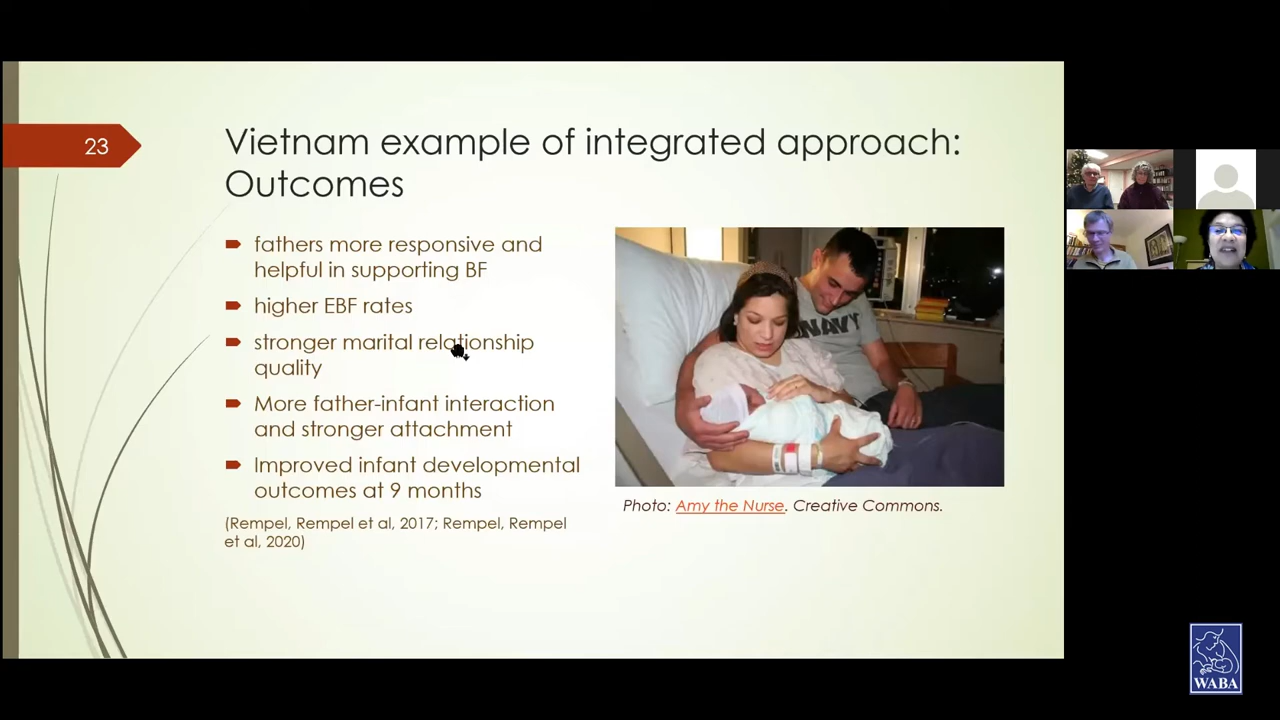 23
Vietnam example of integrated approach:
Outcomes
fathers more responsive and
helpful in supporting BF
higher EBF rates
stronger marital relationship
quality
More father-infant interaction
and stronger attachment
Improved infant developmental
outcomes at 9 months
(Rempel, Rempel et al, 2017; Rempel, Rempel
et al, 2020)
NAVY
Photo: Amy the Nurse. Creative Commons.
WABA